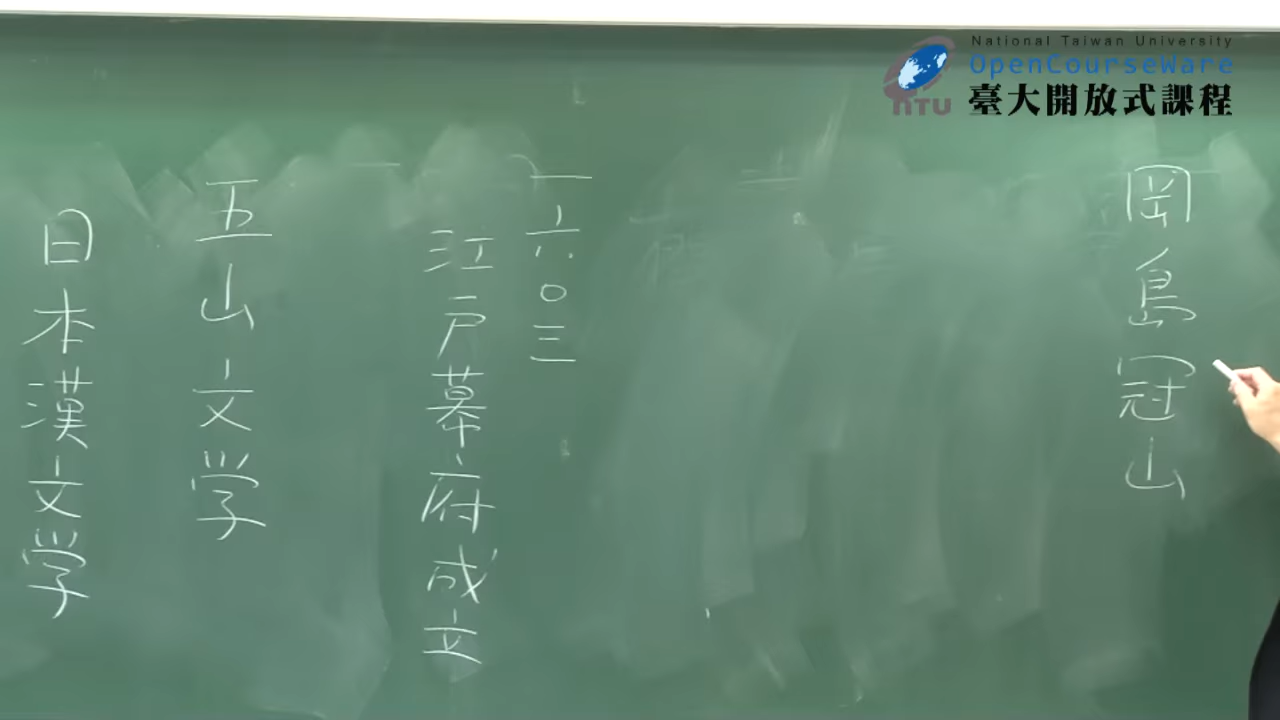 National Taiwan University
OpenCourseWare
臺大開放式課程
NTU
岡島冠山
一六〇三
江戸幕府成立
五山文学
日本漢文学